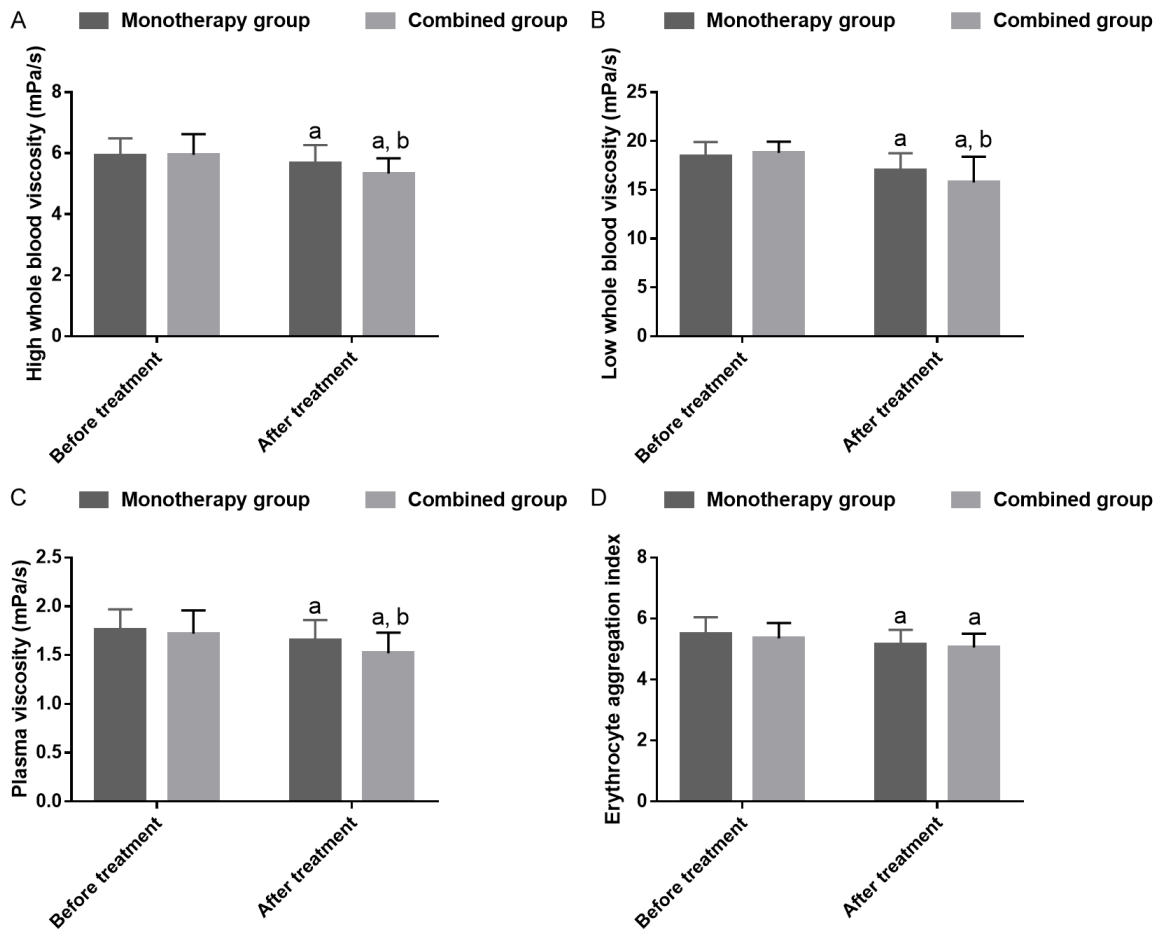 A
Monotherapy group
Combined group
High whole blood viscosity (mPa/s)
8
6
4
2
0
a
a, b
Before treatment
After treatment
B
Monotherapy group
Combined group
Low whole blood viscosity (mPa/s)
25
20
15
10
5
0
a
a, b
Before treatment
After treatment
C
Monotherapy group
Combined group
Plasma viscosity (mPa/s)
2.5
2.0
1.5
1.0
0.5
0.0
a
a, b
Before treatment
After treatment
D
Monotherapy group
Combined group
Erythrocyte aggregation index
8
6
4
2
0
a
a
Before treatment
After treatment